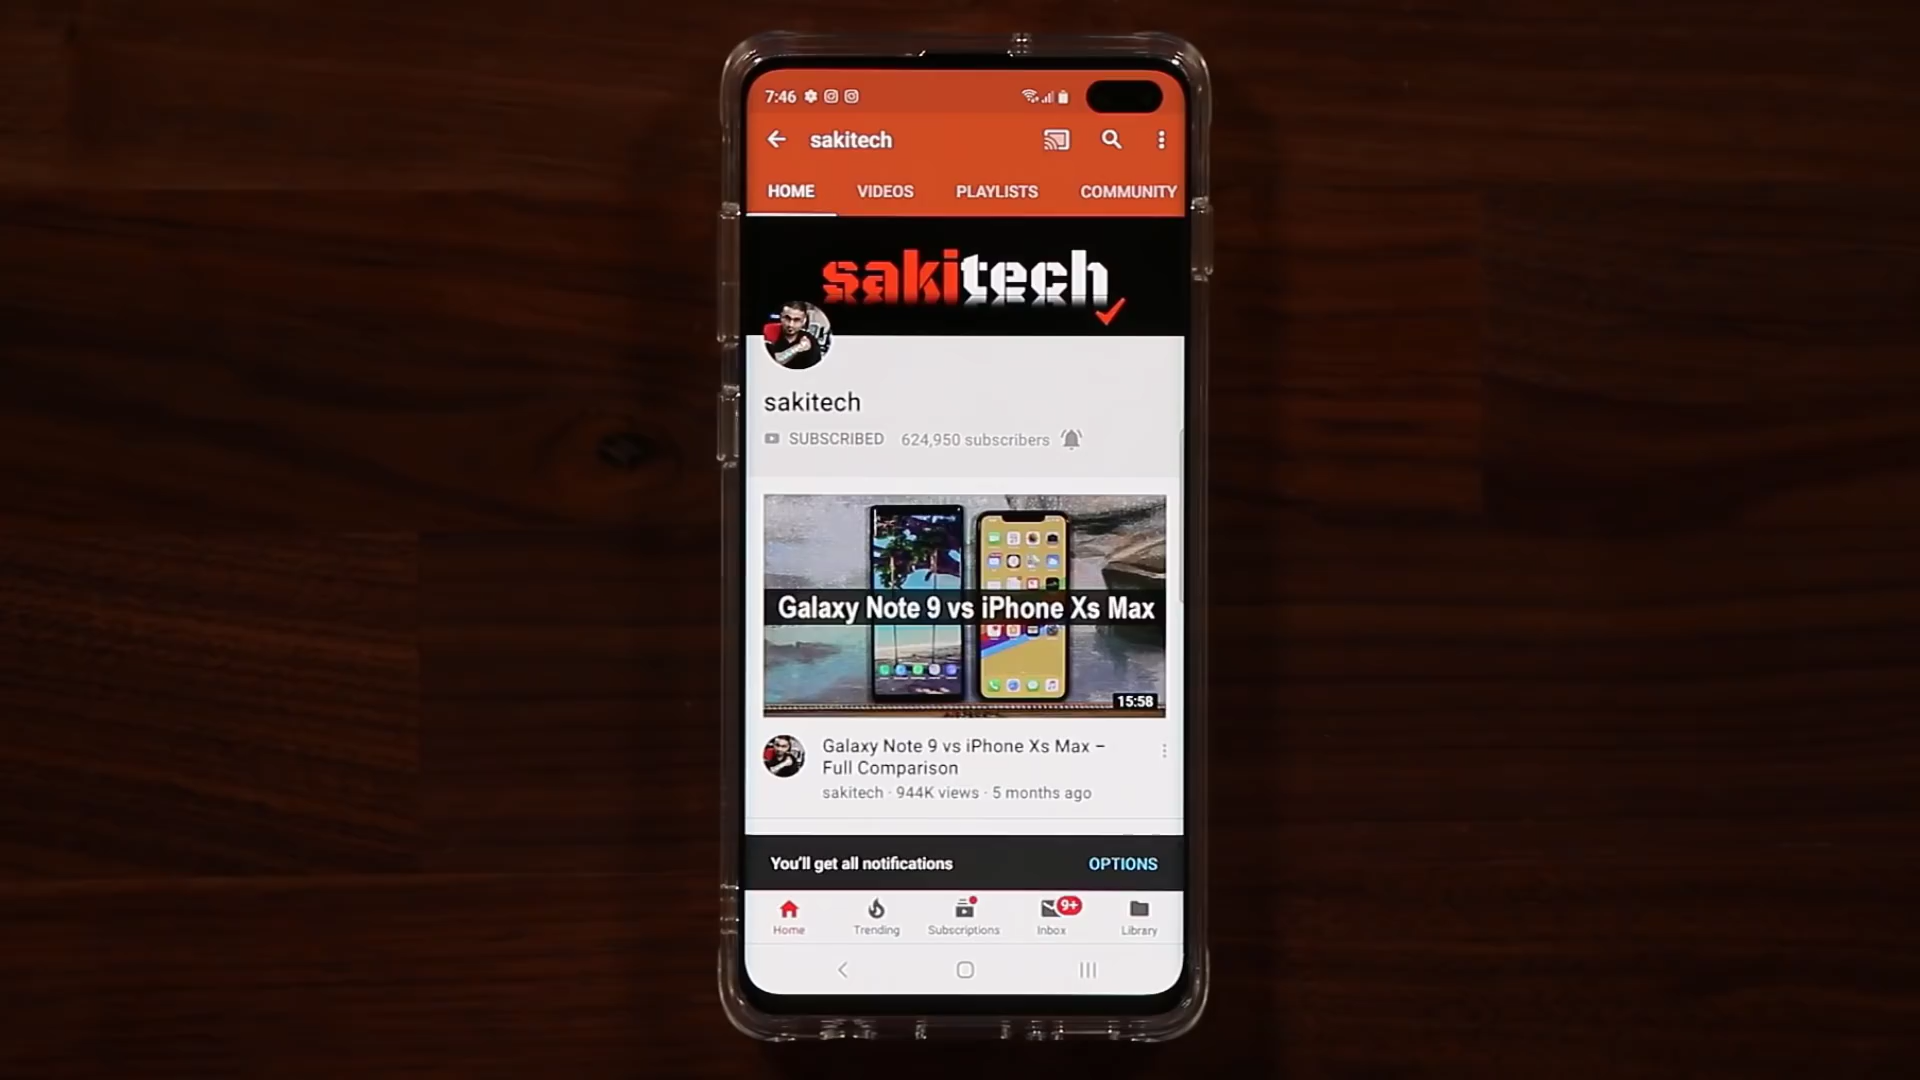 7:46
sakitech
HOME VIDEOS PLAYLISTS COMMUNITY
sakitech
sakitech
SUBSCRIBED 624,950 subscribers
Galaxy Note 9 vs iPhone Xs Max
15:58
Galaxy Note 9 vs iPhone Xs Max –
Full Comparison
sakitech · 944K views · 5 months ago
You'll get all notifications OPTIONS
9+
Home Trending Subscriptions Inbox Library